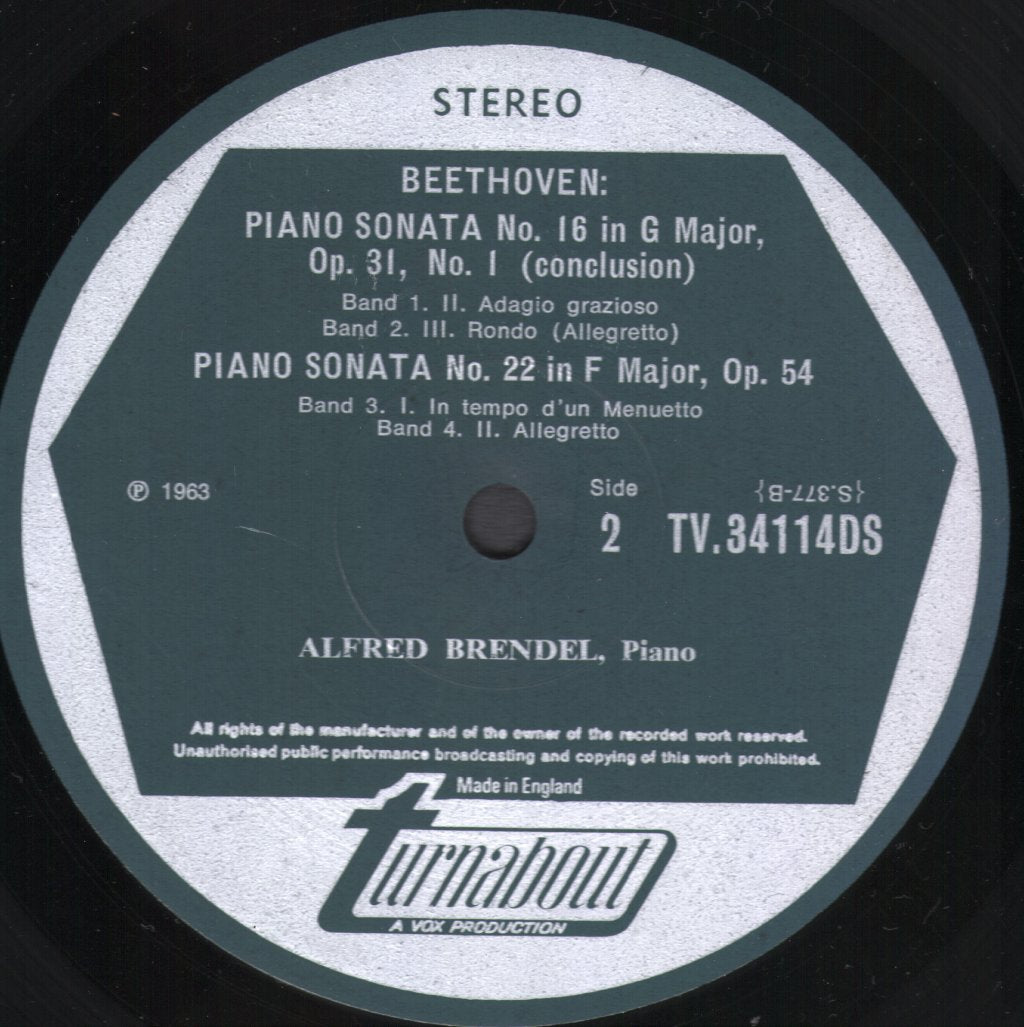 STEREO
BEETHOVEN:
PIANO SONATA No. 16 in G Major,
Op. 31, No. 1 (conclusion)
Band 1. II. Adagio grazioso
Band 2. III. Rondo (Allegretto)
PIANO SONATA No. 22 in F Major, Op. 54
Band 3. I. In tempo d'un Menuetto
Band 4. II. Allegretto
℗ 1963
Side
2
{S.377-B}
TV.34114DS
ALFRED BRENDEL, Piano
All rights of the manufacturer and of the owner of the recorded work reserved.
Unauthorised public performance broadcasting and copying of this work prohibited.
Made in England
turnabout
A VOX PRODUCTION